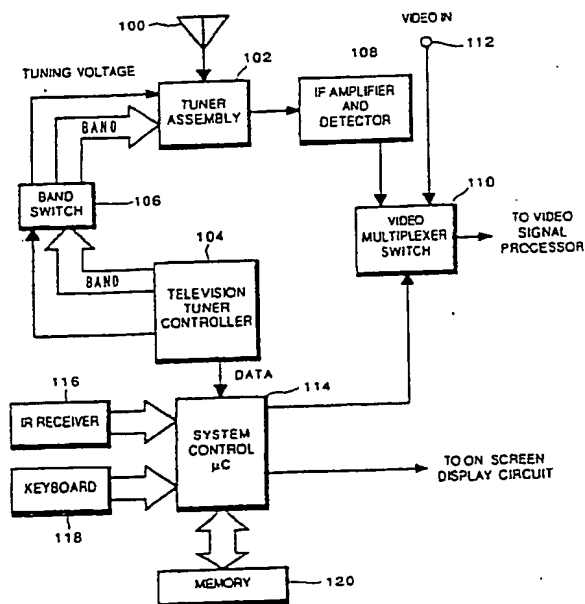 100
VIDEO IN
112
TUNING VOLTAGE
102
TUNER
ASSEMBLY
108
IF AMPLIFIER
AND
DETECTOR
BAND
BAND
SWITCH
106
110
VIDEO
MULTIPLEXER
SWITCH
TO VIDEO
SIGNAL
PROCESSOR
104
BAND
TELEVISION
TUNER
CONTROLLER
DATA
114
116
IR RECEIVER
SYSTEM
CONTROL
µC
KEYBOARD
118
TO ON SCREEN
DISPLAY CIRCUIT
MEMORY
120